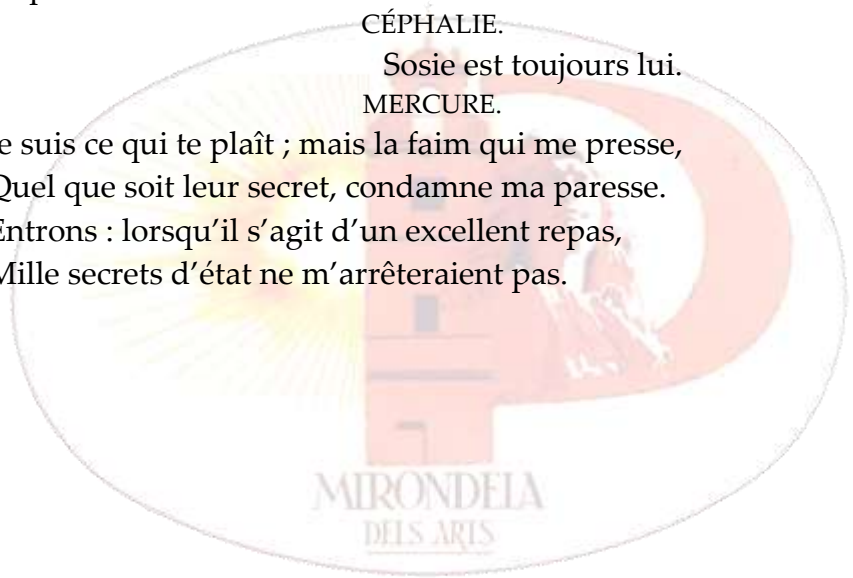 CÉPHALIE.
Sosie est toujours lui.
MERCURE.
e suis ce qui te plaît ; mais la faim qui me presse,
Quel que soit leur secret, condamne ma paresse.
Entrons : lorsqu’il s’agit d’un excellent repas,
Mille secrets d’état ne m’arrêteraient pas.
MIRONDELA
DELS ARTS